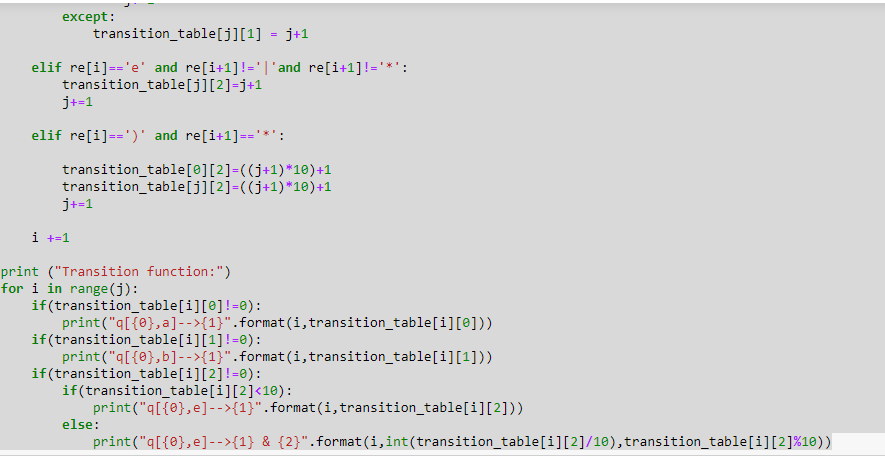 except:
transition_table[j][1] = j+1
elif re[i]=='e' and re[i+1]!='|'and re[i+1]!='*':
transition_table[j][2]=j+1
j+=1
elif re[i]==')' and re[i+1]=='*':
transition_table[0][2]=((j+1)*10)+1
transition_table[j][2]=((j+1)*10)+1
j+=1
i +=1
print ("Transition function:")
for i in range(j):
if(transition_table[i][0]!=0):
print("q[{0},a]-->{1}".format(i,transition_table[i][0]))
if(transition_table[i][1]!=0):
print("q[{0},b]-->{1}".format(i,transition_table[i][1]))
if(transition_table[i][2]!=0):
if(transition_table[i][2]<10):
print("q[{0},e]-->{1}".format(i,transition_table[i][2]))
else:
print("q[{0},e]-->{1} & {2}".format(i,int(transition_table[i][2]/10),transition_table[i][2]%10))